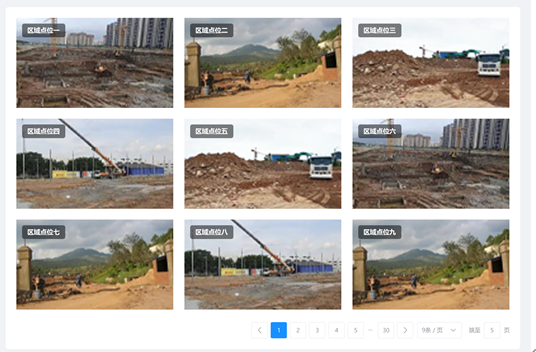 区域点位一
区域点位二
区域点位三
区域点位四
区域点位五
区域点位六
区域点位七
区域点位八
区域点位九
< 1 2 3 4 5 ··· 30 > 9条 / 页 跳至 5 页